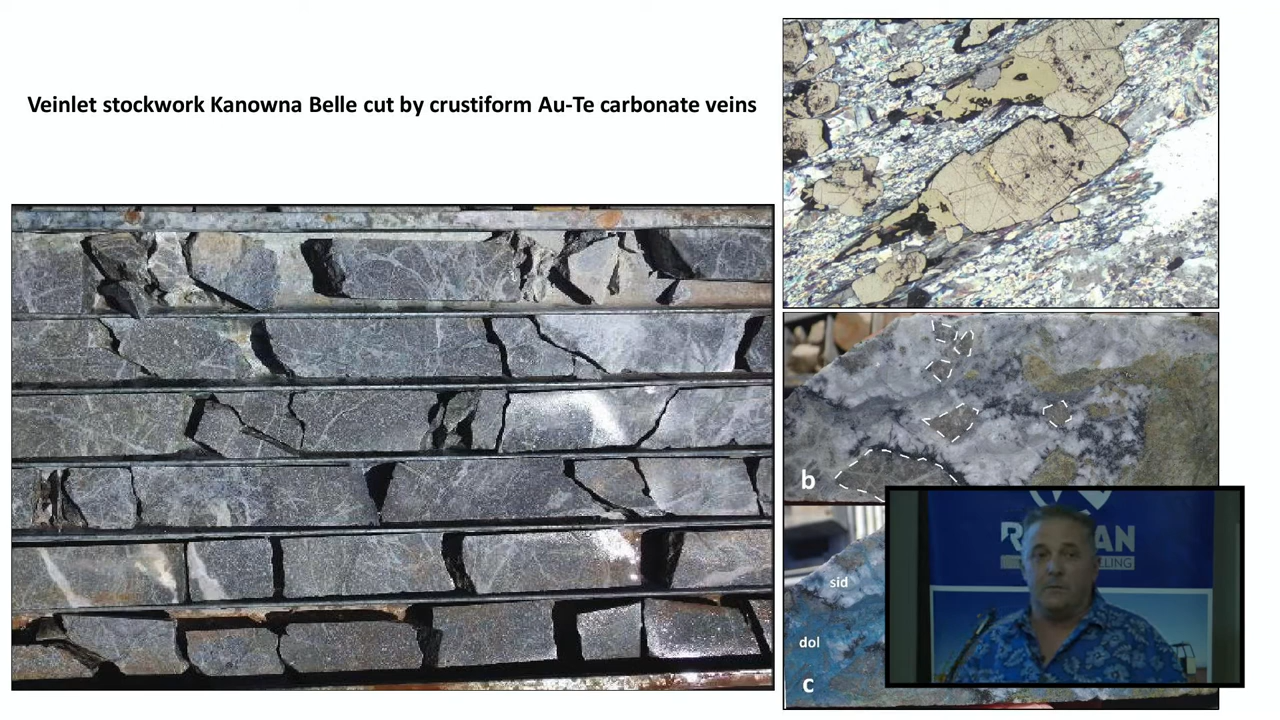 Veinlet stockwork Kanowna Belle cut by crustiform Au-Te carbonate veins
b
sid
dol
c